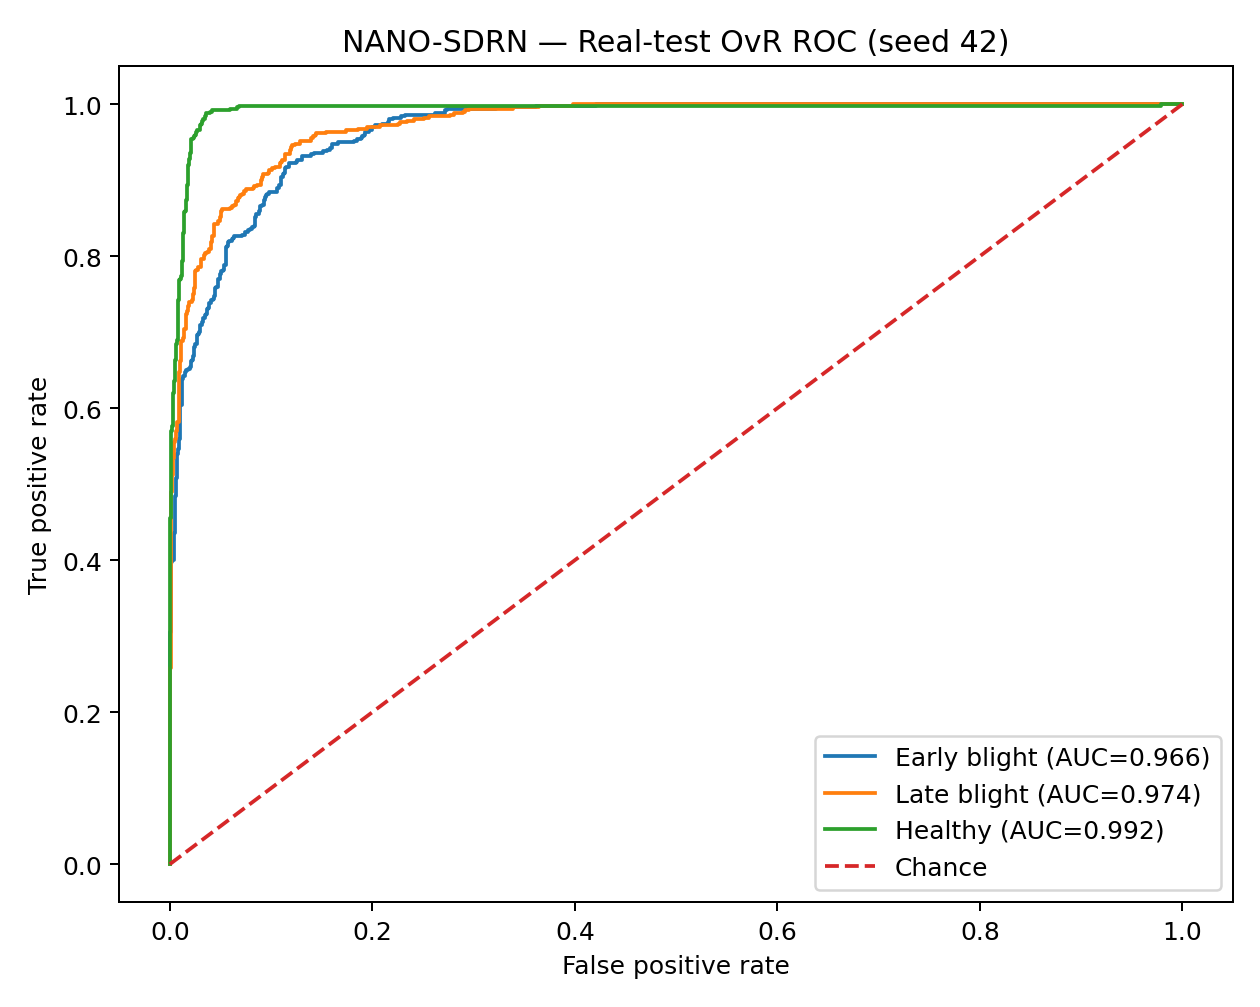 NANO-SDRN — Real-test OvR ROC (seed 42)
True positive rate
1.0
0.8
0.6
0.4
0.2
0.0
0.0 0.2 0.4 0.6 0.8 1.0
False positive rate
Early blight (AUC=0.966)
Late blight (AUC=0.974)
Healthy (AUC=0.992)
Chance